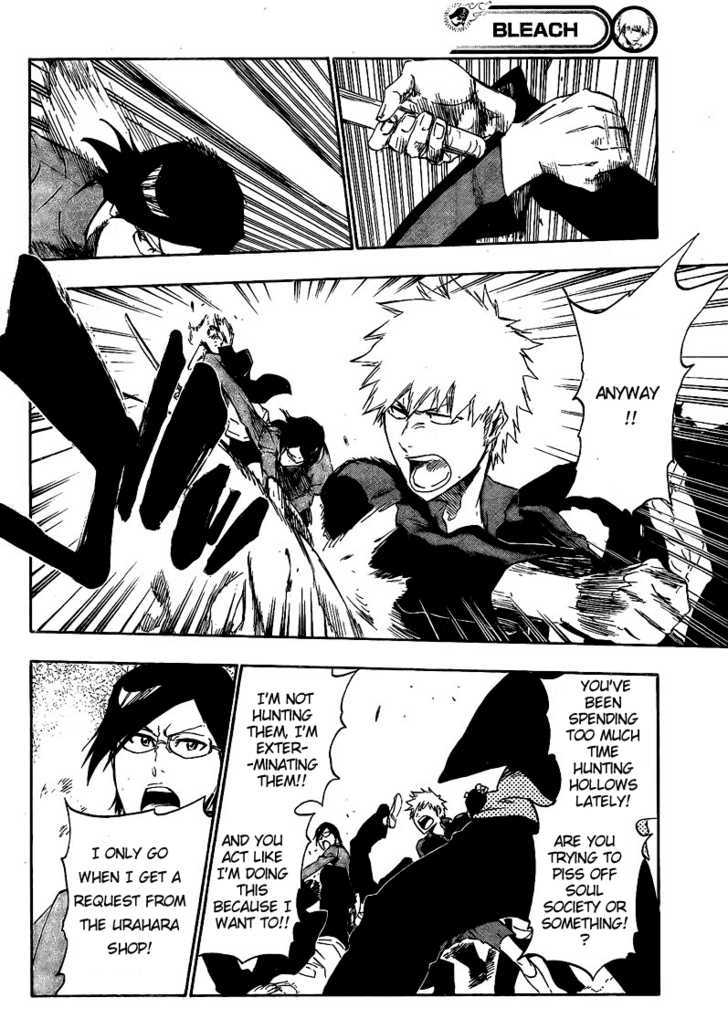 BLEACH
ANYWAY
!!
YOU'VE
BEEN
SPENDING
TOO MUCH
TIME
HUNTING
HOLLOWS
LATELY!
ARE YOU
TRYING TO
PISS OFF
SOUL
SOCIETY OR
SOMETHING!
?
I'M NOT
HUNTING
THEM, I'M
EXTER-
-MINATING
THEM!!
AND YOU
ACT LIKE
I'M DOING
THIS
BECAUSE I
WANT TO!!
I ONLY GO
WHEN I GET A
REQUEST FROM
THE URAHARA
SHOP!